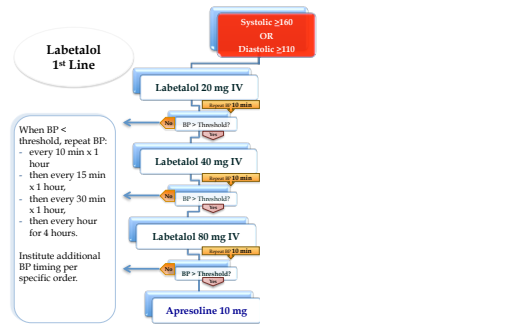 Systolic ≥160
OR
Diastolic ≥110
Labetalol
1st Line
Labetalol 20 mg IV
Repeat BP 10 min
No
BP > Threshold?
Yes
Labetalol 40 mg IV
Repeat BP 10 min
No
BP > Threshold?
Yes
Labetalol 80 mg IV
Repeat BP 10 min
No
BP > Threshold?
Yes
Apresoline 10 mg
When BP <
threshold, repeat BP:
- every 10 min x 1
hour
- then every 15 min
x 1 hour,
- then every 30 min
x 1 hour,
- then every hour
for 4 hours.
Institute additional
BP timing per
specific order.